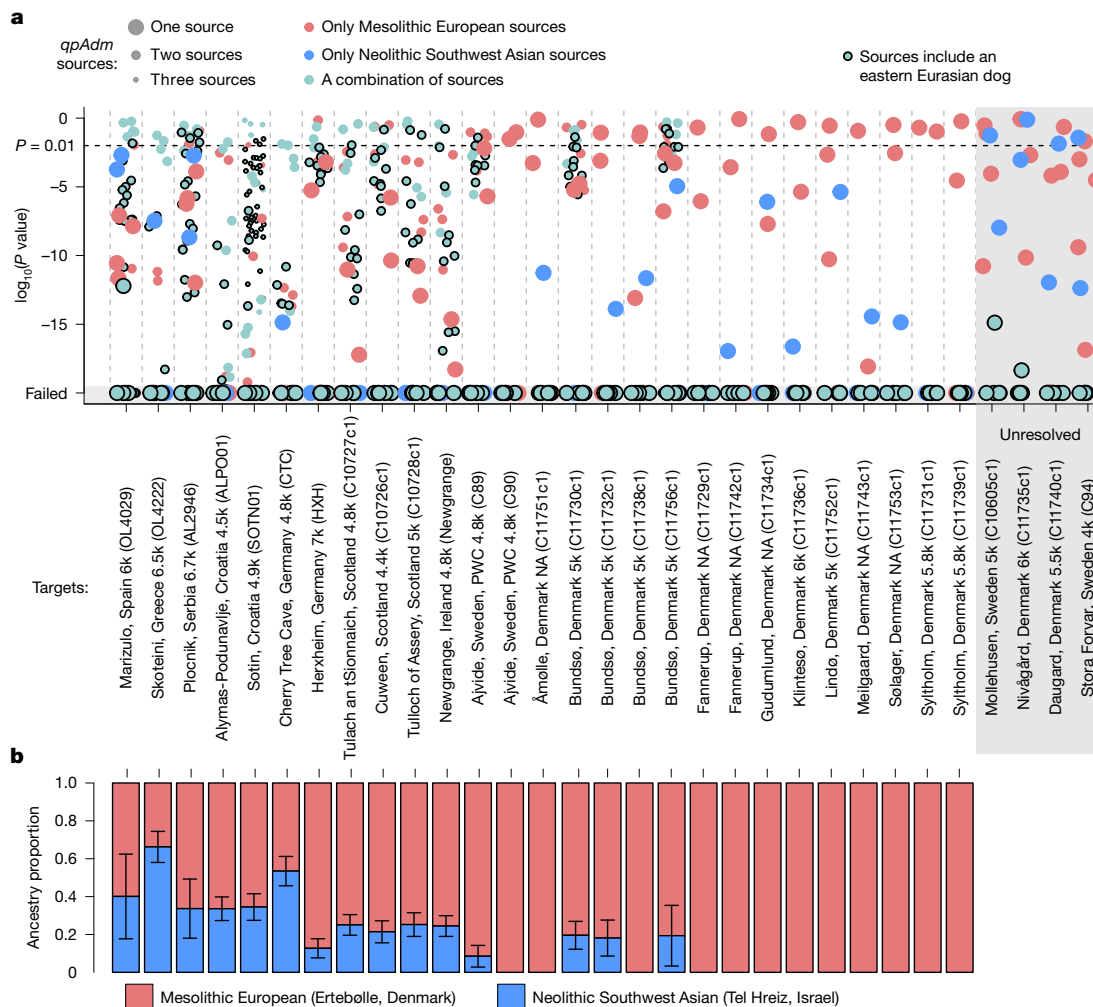 a
qpAdm sources:
One source
Two sources
Three sources
Only Mesolithic European sources
Only Neolithic Southwest Asian sources
A combination of sources
Sources include an eastern Eurasian dog
log₁₀(P value)
0
P = 0.01
−5
−10
−15
Failed
Unresolved
Targets:
Marizulo, Spain 6k (OL4029)
Skoteini, Greece 6.5k (OL4222)
Plocnik, Serbia 6.7k (AL2946)
Alymas-Podunavlje, Croatia 4.5k (ALPO01)
Sotin, Croatia 4.9k (SOTN01)
Cherry Tree Cave, Germany 4.8k (CTC)
Herxheim, Germany 7k (HXH)
Tulach an tSionnaich, Scotland 4.8k (C10727c1)
Cuween, Scotland 4.4k (C10726c1)
Tulloch of Assery, Scotland 5k (C10728c1)
Newgrange, Ireland 4.8k (Newgrange)
Ajvide, Sweden, PWC 4.8k (C89)
Ajvide, Sweden, PWC 4.8k (C90)
Åmølle, Denmark NA (C11751c1)
Bundsø, Denmark 5k (C11730c1)
Bundsø, Denmark 5k (C11732c1)
Bundsø, Denmark 5k (C11738c1)
Bundsø, Denmark 5k (C11756c1)
Fannerup, Denmark NA (C11729c1)
Fannerup, Denmark NA (C11742c1)
Gudumlund, Denmark NA (C11734c1)
Klintesø, Denmark 6k (C11736c1)
Lindø, Denmark 5k (C11752c1)
Meilgaard, Denmark NA (C11743c1)
Sølager, Denmark NA (C11753c1)
Syltholm, Denmark 5.8k (C11731c1)
Syltholm, Denmark 5.8k (C11739c1)
Mollehusen, Sweden 5k (C10605c1)
Nivågård, Denmark 6k (C11735c1)
Daugard, Denmark 5.5k (C11740c1)
Stora Förvar, Sweden 4k (C94)
b
Ancestry proportion
1.0
0.8
0.6
0.4
0.2
0
Mesolithic European (Ertebølle, Denmark)
Neolithic Southwest Asian (Tel Hreiz, Israel)